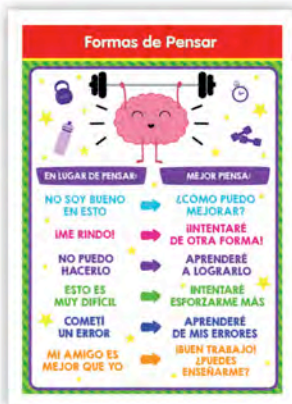 Formas de Pensar
EN LUGAR DE PENSAR: MEJOR PIENSA:
NO SOY BUENO ¿CÓMO PUEDO
EN ESTO MEJORAR?
¡ME RINDO! ¡INTENTARÉ
DE OTRA FORMA!
NO PUEDO APRENDERÉ
HACERLO A LOGRARLO
ESTO ES INTENTARÉ
MUY DIFÍCIL ESFORZARME MÁS
COMETÍ APRENDERÉ
UN ERROR DE MIS ERRORES
MI AMIGO ES ¡BUEN TRABAJO!
MEJOR QUE YO ¿PUEDES
ENSEÑARME?